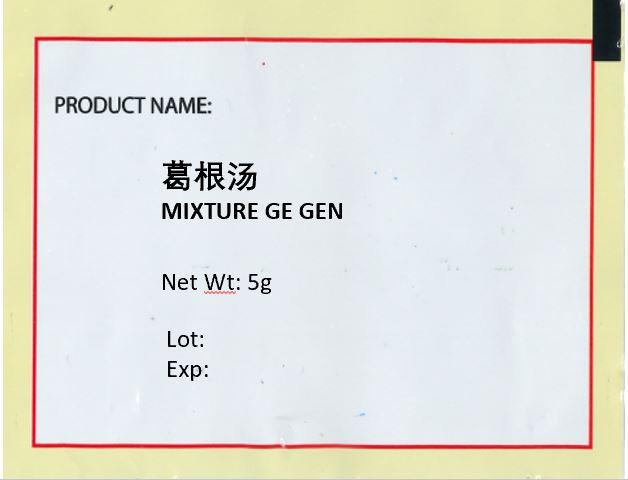 PRODUCT NAME:
葛根汤
MIXTURE GE GEN
Net Wt: 5g
Lot:
Exp: